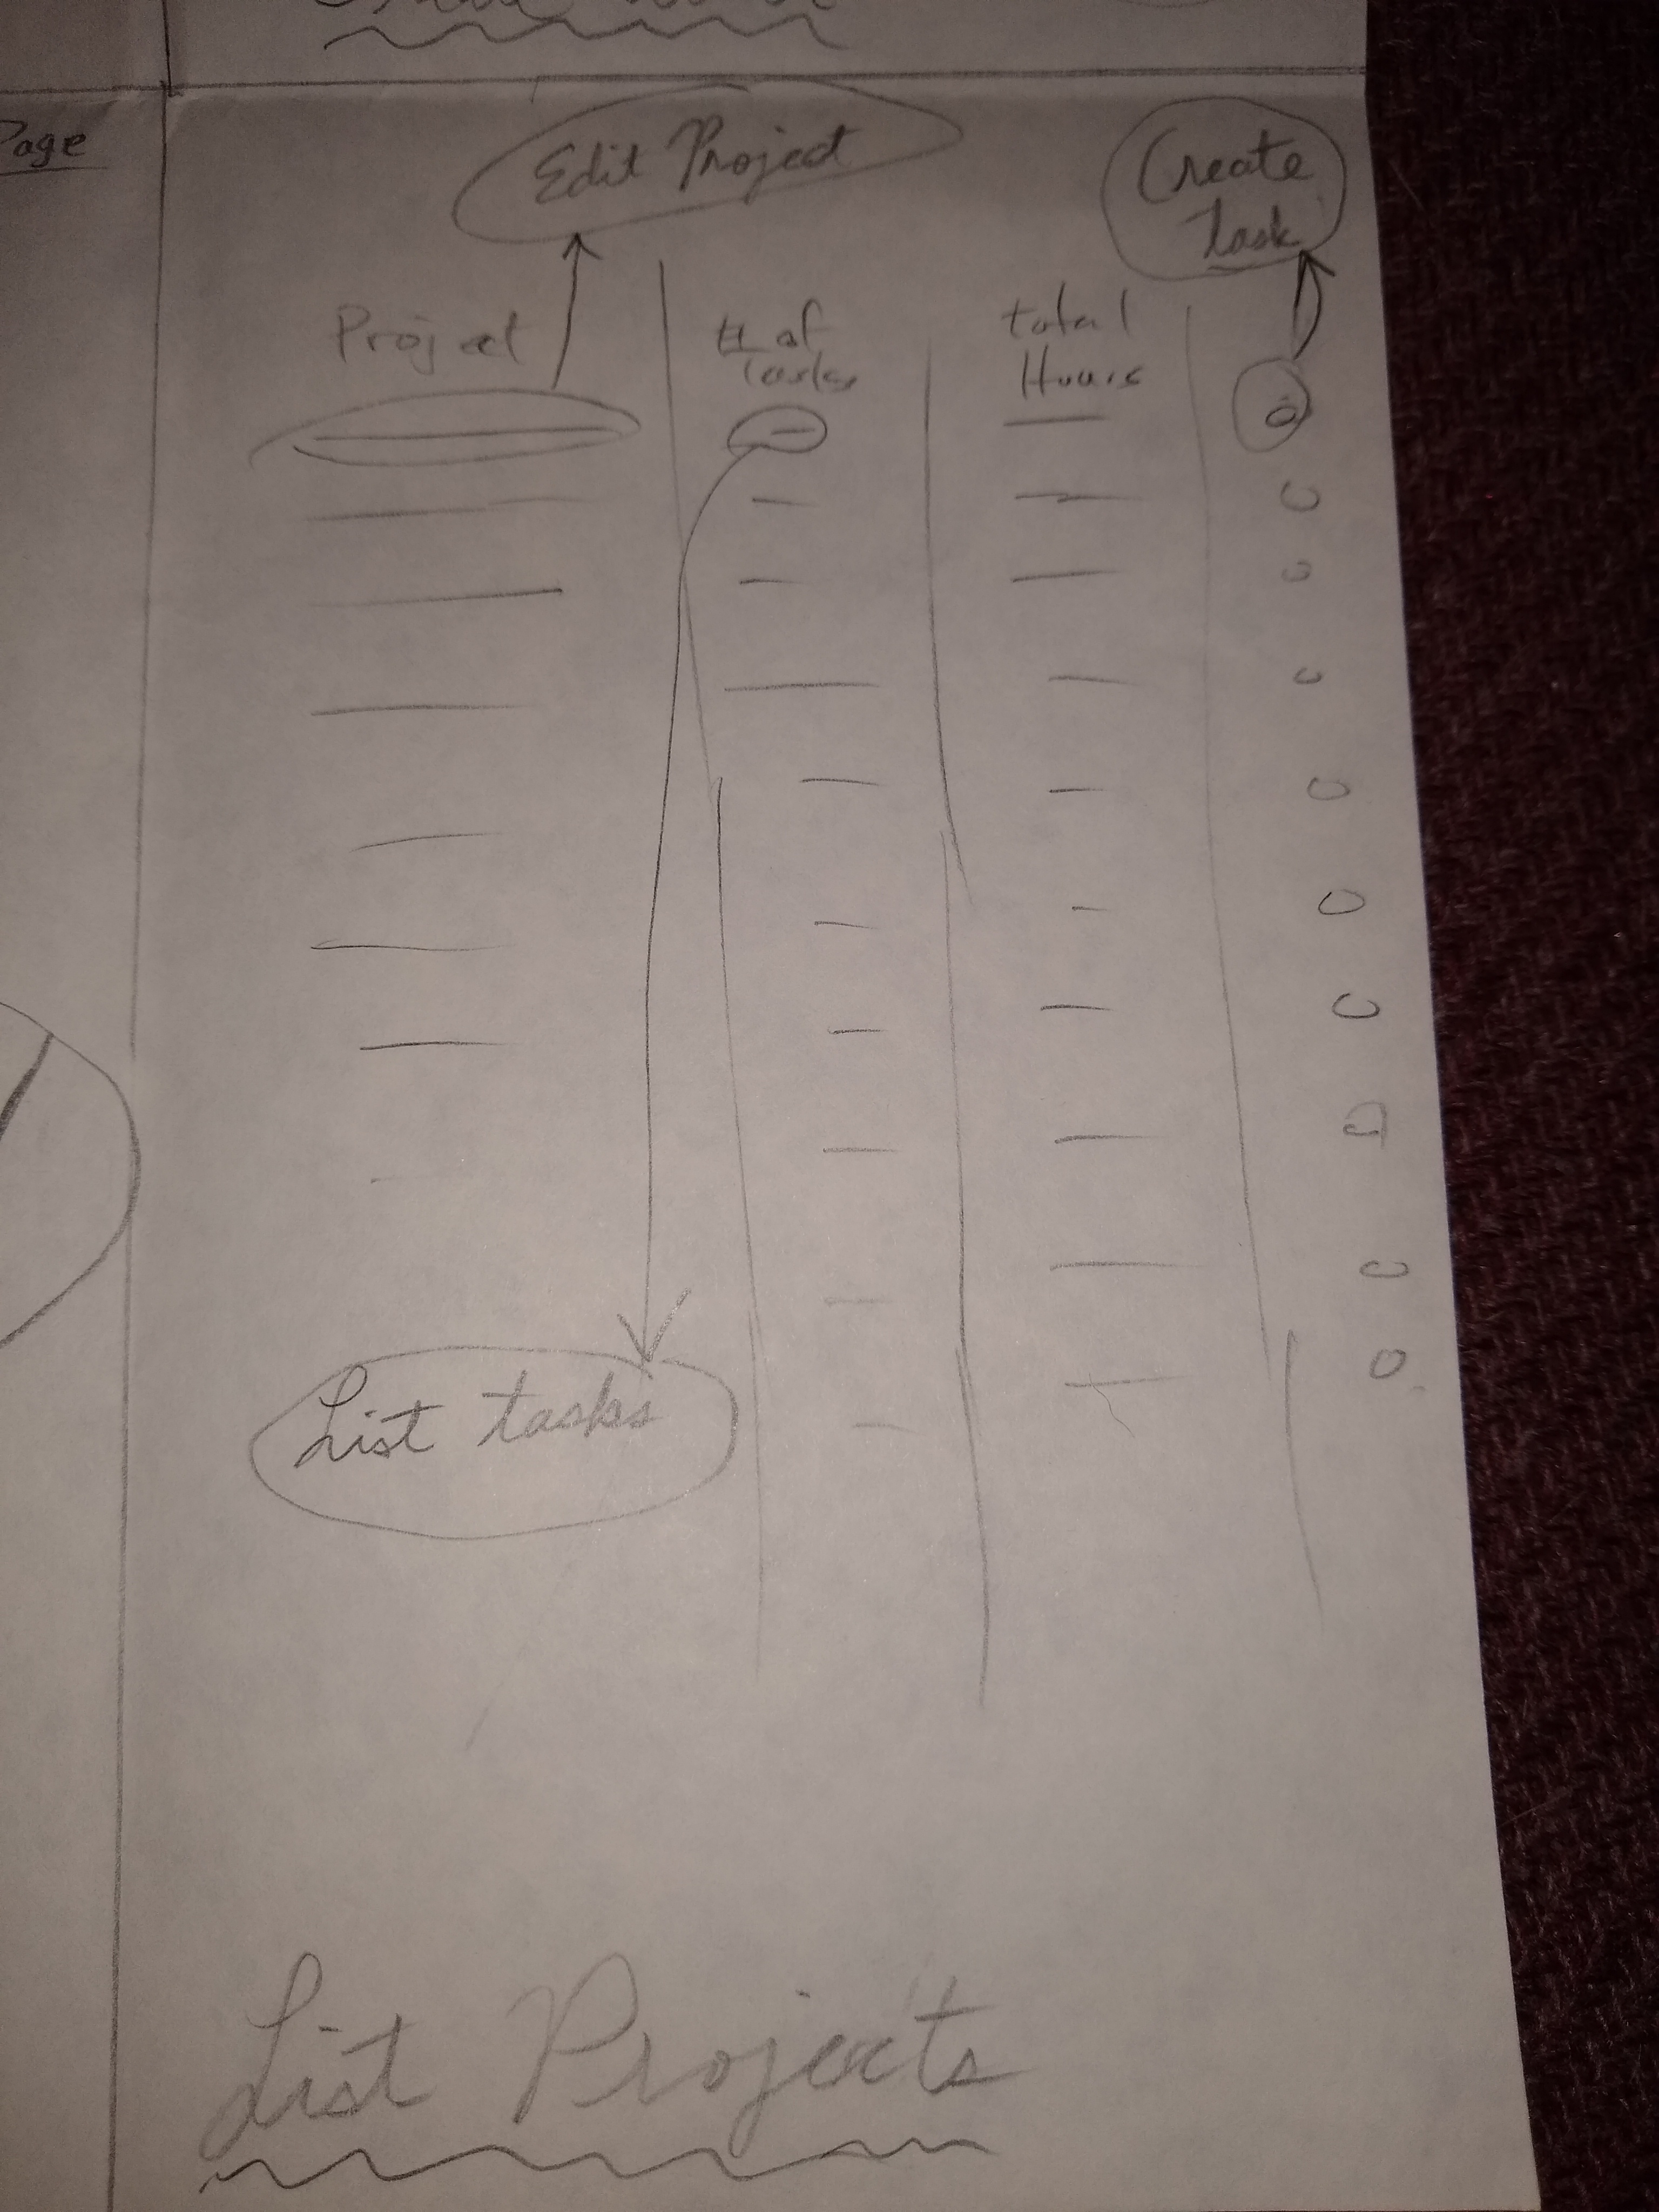 Page
Edit Project
Create
Task
Project
# of
tasks
total
Hours
List tasks
List Projects